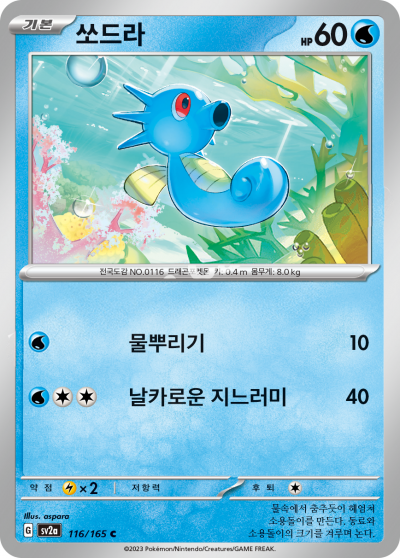 기본 쏘드라 HP 60
전국도감 NO.0116 드래곤포켓몬 키: 0.4 m 몸무게: 8.0 kg
물뿌리기 10
날카로운 지느러미 40
약점 ×2 저항력 후퇴
Illus. aspara
G sv2a 116/165 C
물속에서 춤추듯이 헤엄쳐
소용돌이를 만든다. 동료와
소용돌이의 크기를 겨루며 논다.
©2023 Pokémon/Nintendo/Creatures/GAME FREAK.